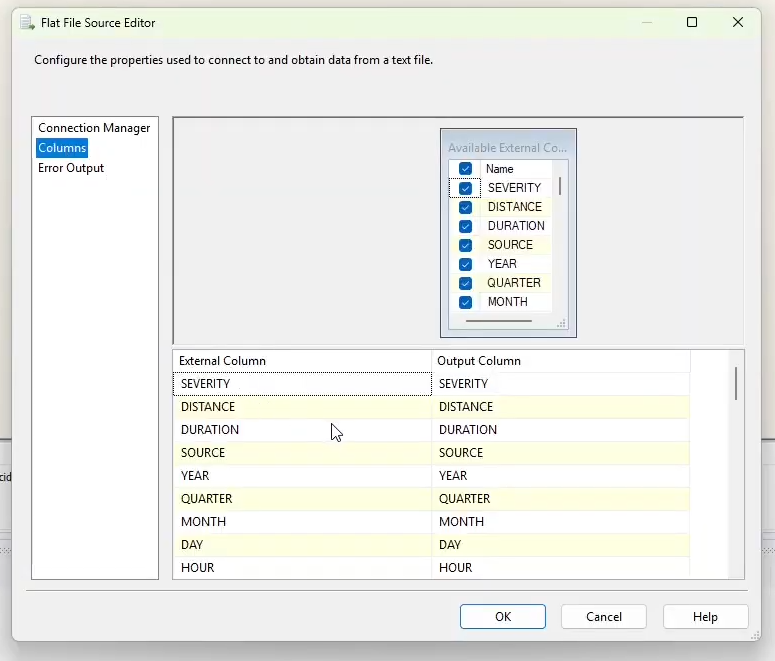 Flat File Source Editor
Configure the properties used to connect to and obtain data from a text file.
Connection Manager
Columns
Error Output
Available External Co...
Name
SEVERITY
DISTANCE
DURATION
SOURCE
YEAR
QUARTER
MONTH
External Column Output Column
SEVERITY SEVERITY
DISTANCE DISTANCE
DURATION DURATION
SOURCE SOURCE
YEAR YEAR
QUARTER QUARTER
MONTH MONTH
DAY DAY
HOUR HOUR
cid
OK Cancel Help